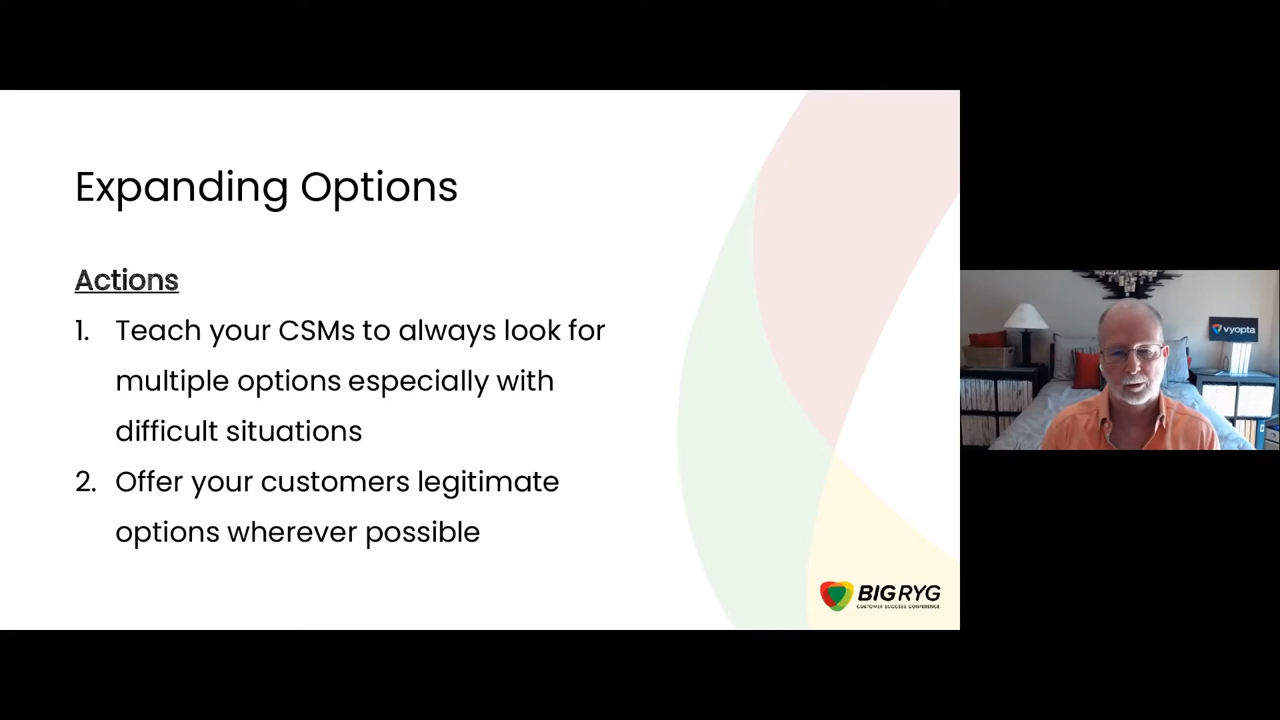 Expanding Options
Actions
1. Teach your CSMs to always look for
multiple options especially with
difficult situations
2. Offer your customers legitimate
options wherever possible
BIG RYG
CUSTOMER SUCCESS CONFERENCE
vyopta